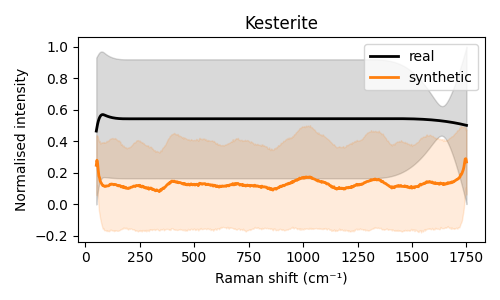 Kesterite
1.0
0.8
0.6
0.4
0.2
0.0
−0.2
Normalised intensity
real
synthetic
0 250 500 750 1000 1250 1500 1750
Raman shift (cm⁻¹)